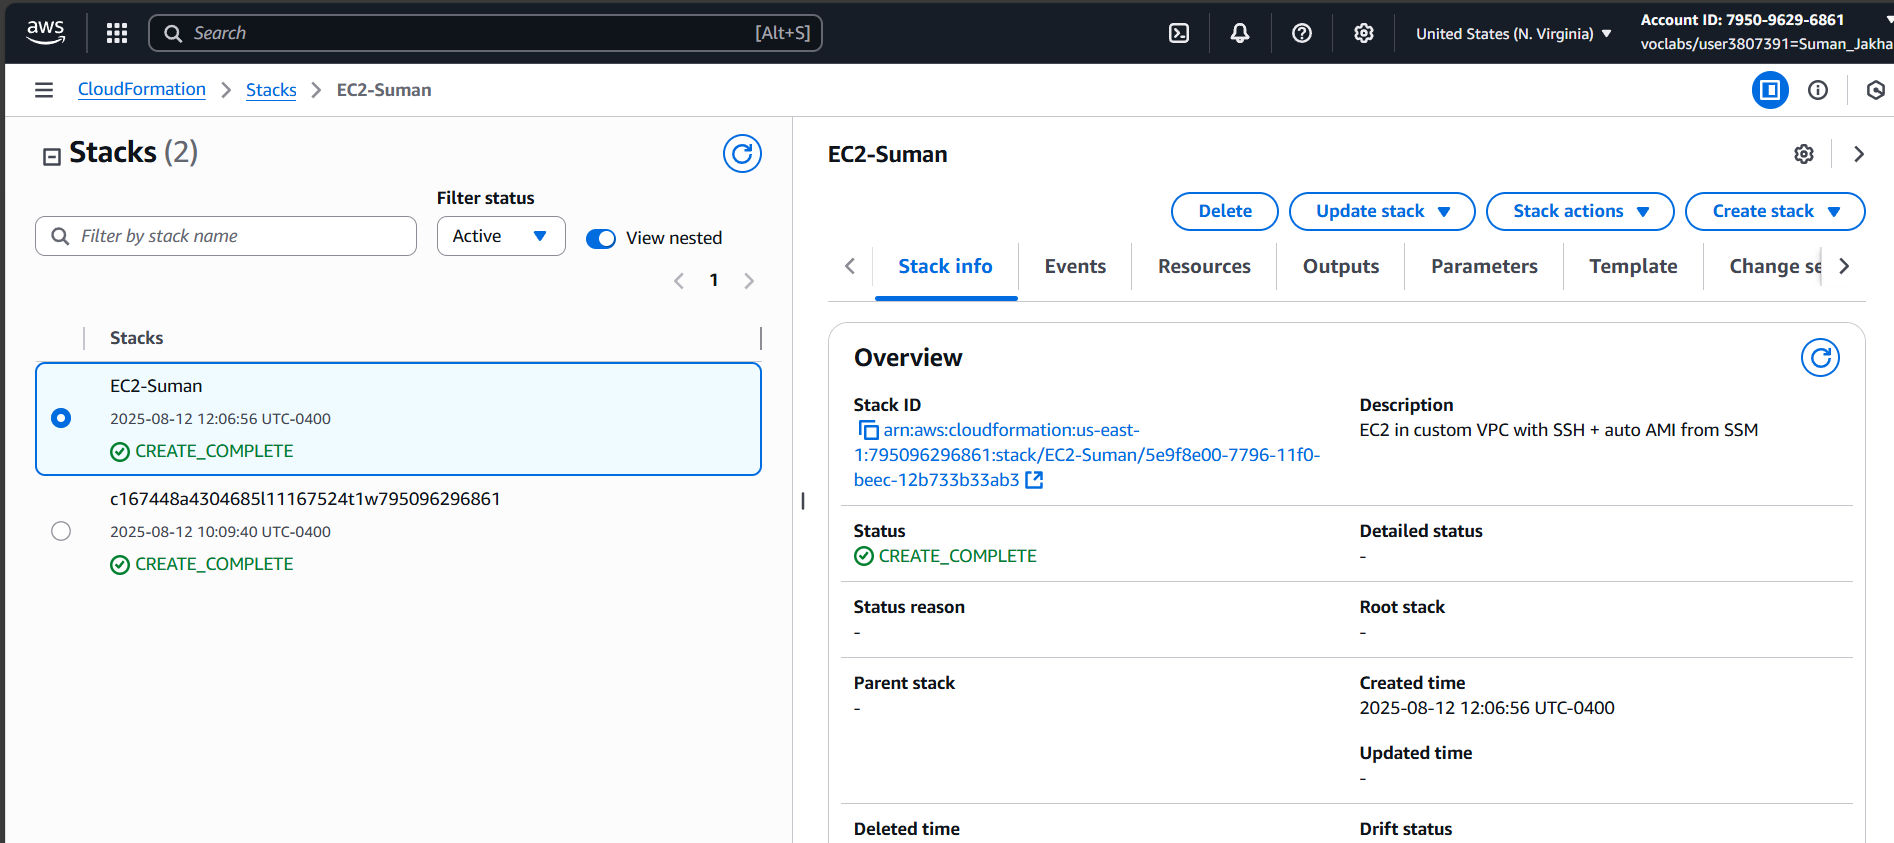 aws
Search [Alt+S]
United States (N. Virginia)
Account ID: 7950-9629-6861
voclabs/user3807391=Suman_Jakha
CloudFormation > Stacks > EC2-Suman
Stacks (2)
Filter status
Filter by stack name
Active
View nested
1
Stacks
EC2-Suman
2025-08-12 12:06:56 UTC-0400
CREATE_COMPLETE
c167448a4304685l11167524t1w795096296861
2025-08-12 10:09:40 UTC-0400
CREATE_COMPLETE
EC2-Suman
Delete
Update stack
Stack actions
Create stack
Stack info
Events
Resources
Outputs
Parameters
Template
Change se
Overview
Stack ID
arn:aws:cloudformation:us-east-
1:795096296861:stack/EC2-Suman/5e9f8e00-7796-11f0-
beec-12b733b33ab3
Description
EC2 in custom VPC with SSH + auto AMI from SSM
Status
CREATE_COMPLETE
Detailed status
-
Status reason
-
Root stack
-
Parent stack
-
Created time
2025-08-12 12:06:56 UTC-0400
Updated time
-
Deleted time
Drift status